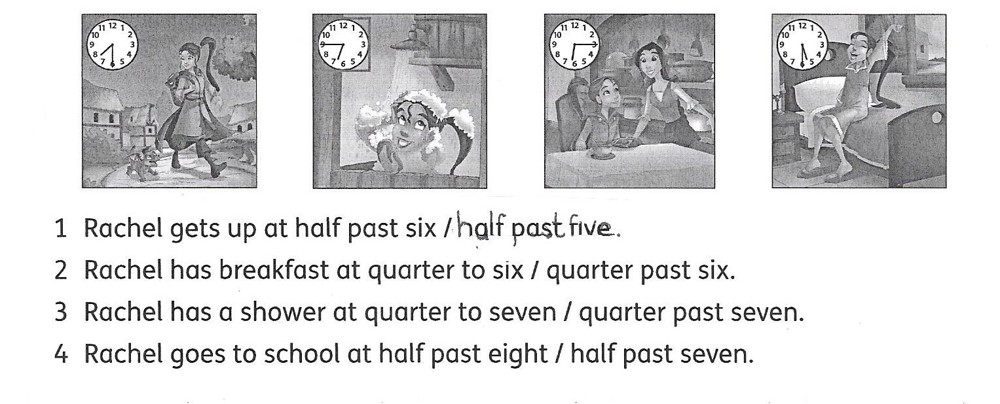 11 12 1
10 2
9 3
8 4
7 6 5
11 12 1
10 2
9 3
8 4
7 6 5
11 12 1
10 2
9 3
8 4
7 6 5
11 12 1
10 2
9 3
8 4
7 6 5
1 Rachel gets up at half past six / half past five.
2 Rachel has breakfast at quarter to six / quarter past six.
3 Rachel has a shower at quarter to seven / quarter past seven.
4 Rachel goes to school at half past eight / half past seven.